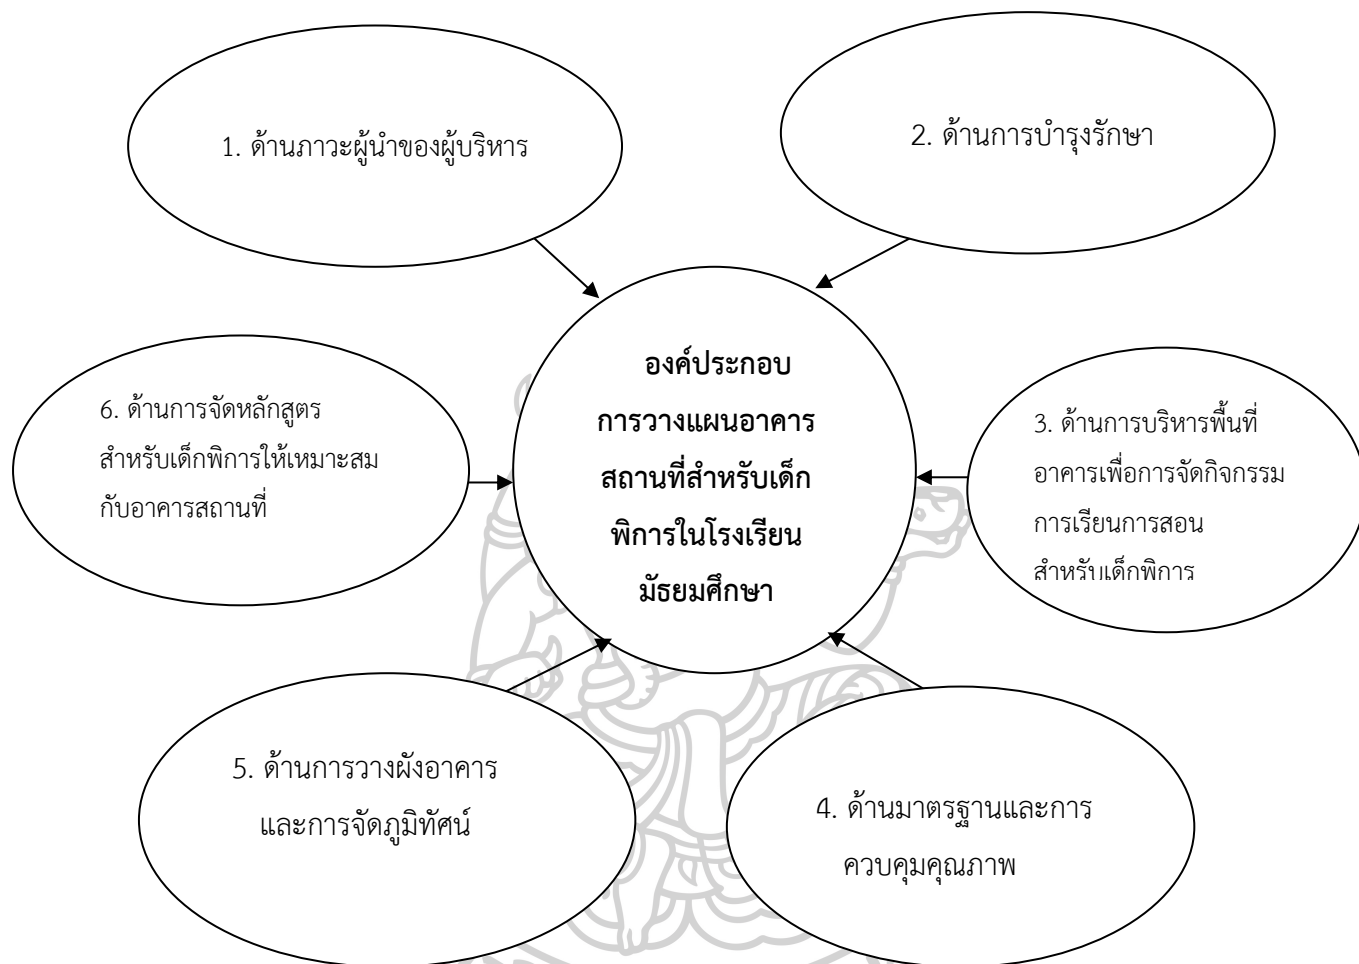 1. ด้านภาวะผู้นำของผู้บริหาร
2. ด้านการบำรุงรักษา
องค์ประกอบ
การวางแผนอาคาร
สถานที่สำหรับเด็ก
พิการในโรงเรียน
มัธยมศึกษา
3. ด้านการบริหารพื้นที่
อาคารเพื่อการจัดกิจกรรม
การเรียนการสอน
สำหรับเด็กพิการ
4. ด้านมาตรฐานและการ
ควบคุมคุณภาพ
5. ด้านการวางผังอาคาร
และการจัดภูมิทัศน์
6. ด้านการจัดหลักสูตร
สำหรับเด็กพิการให้เหมาะสม
กับอาคารสถานที่